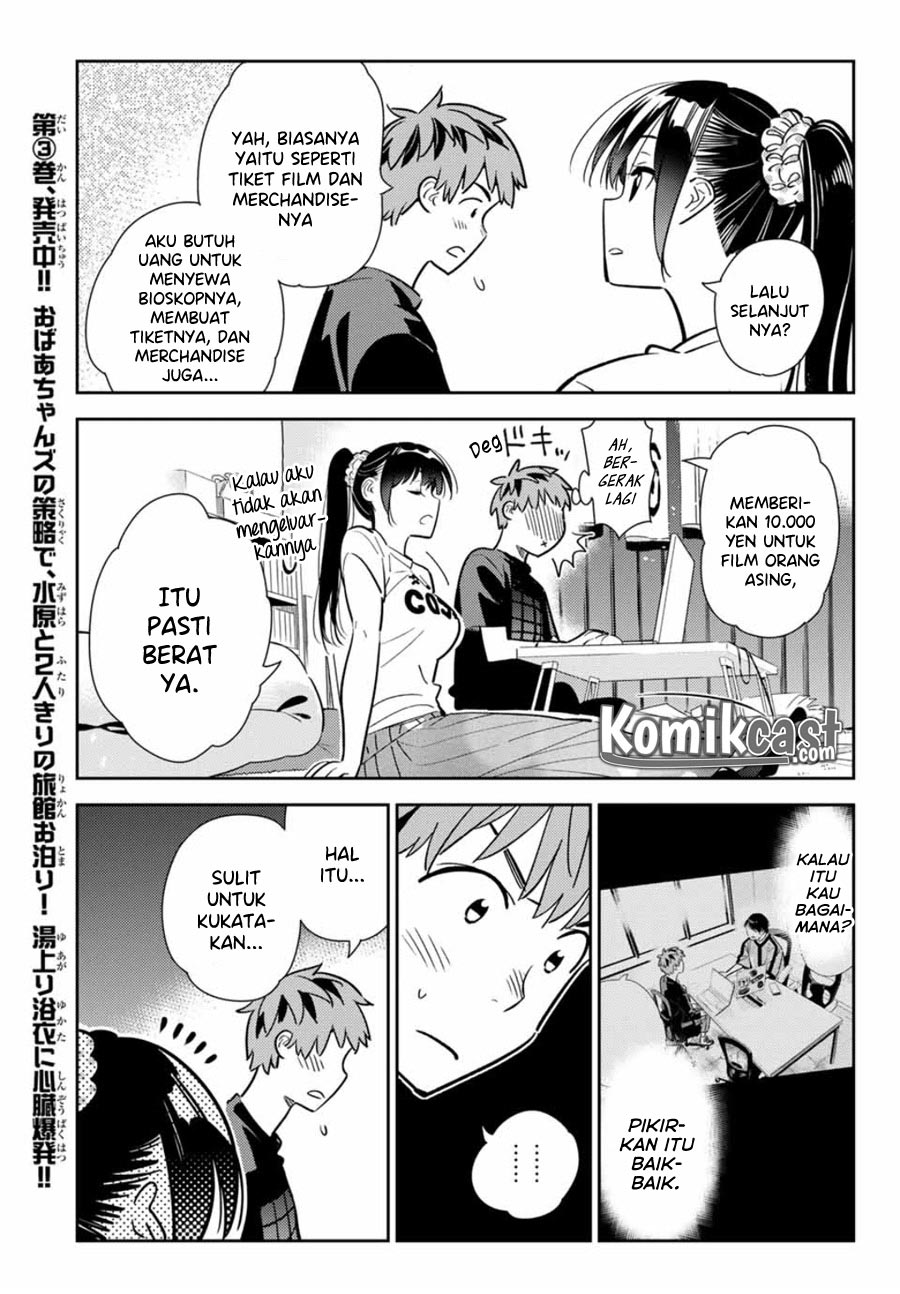 LALU
SELANJUT
NYA?
YAH, BIASANYA
YAITU SEPERTI
TIKET FILM DAN
MERCHANDISE-
NYA
AKU BUTUH
UANG UNTUK
MENYEWA
BIOSKOPNYA,
MEMBUAT
TIKETNYA, DAN
MERCHANDISE
JUGA...
MEMBERI-
KAN 10.000
YEN UNTUK
FILM ORANG
ASING,
AH,
BER-
GERAK
LAGI
Deg ドキッ
Kalau aku
tidak akan
mengeluar-
kannya
ITU
PASTI
BERAT
YA.
Komikcast
.com
KALAU
ITU
KAU
BAGAI-
MANA?
PIKIR-
KAN ITU
BAIK-
BAIK.
......
HAL
ITU...
SULIT
UNTUK
KUKATA-
KAN...
第③巻、発売中!! おばあちゃんズの策略で、水原と2人きりの旅館お泊り! 湯上り浴衣に心臓爆発!!